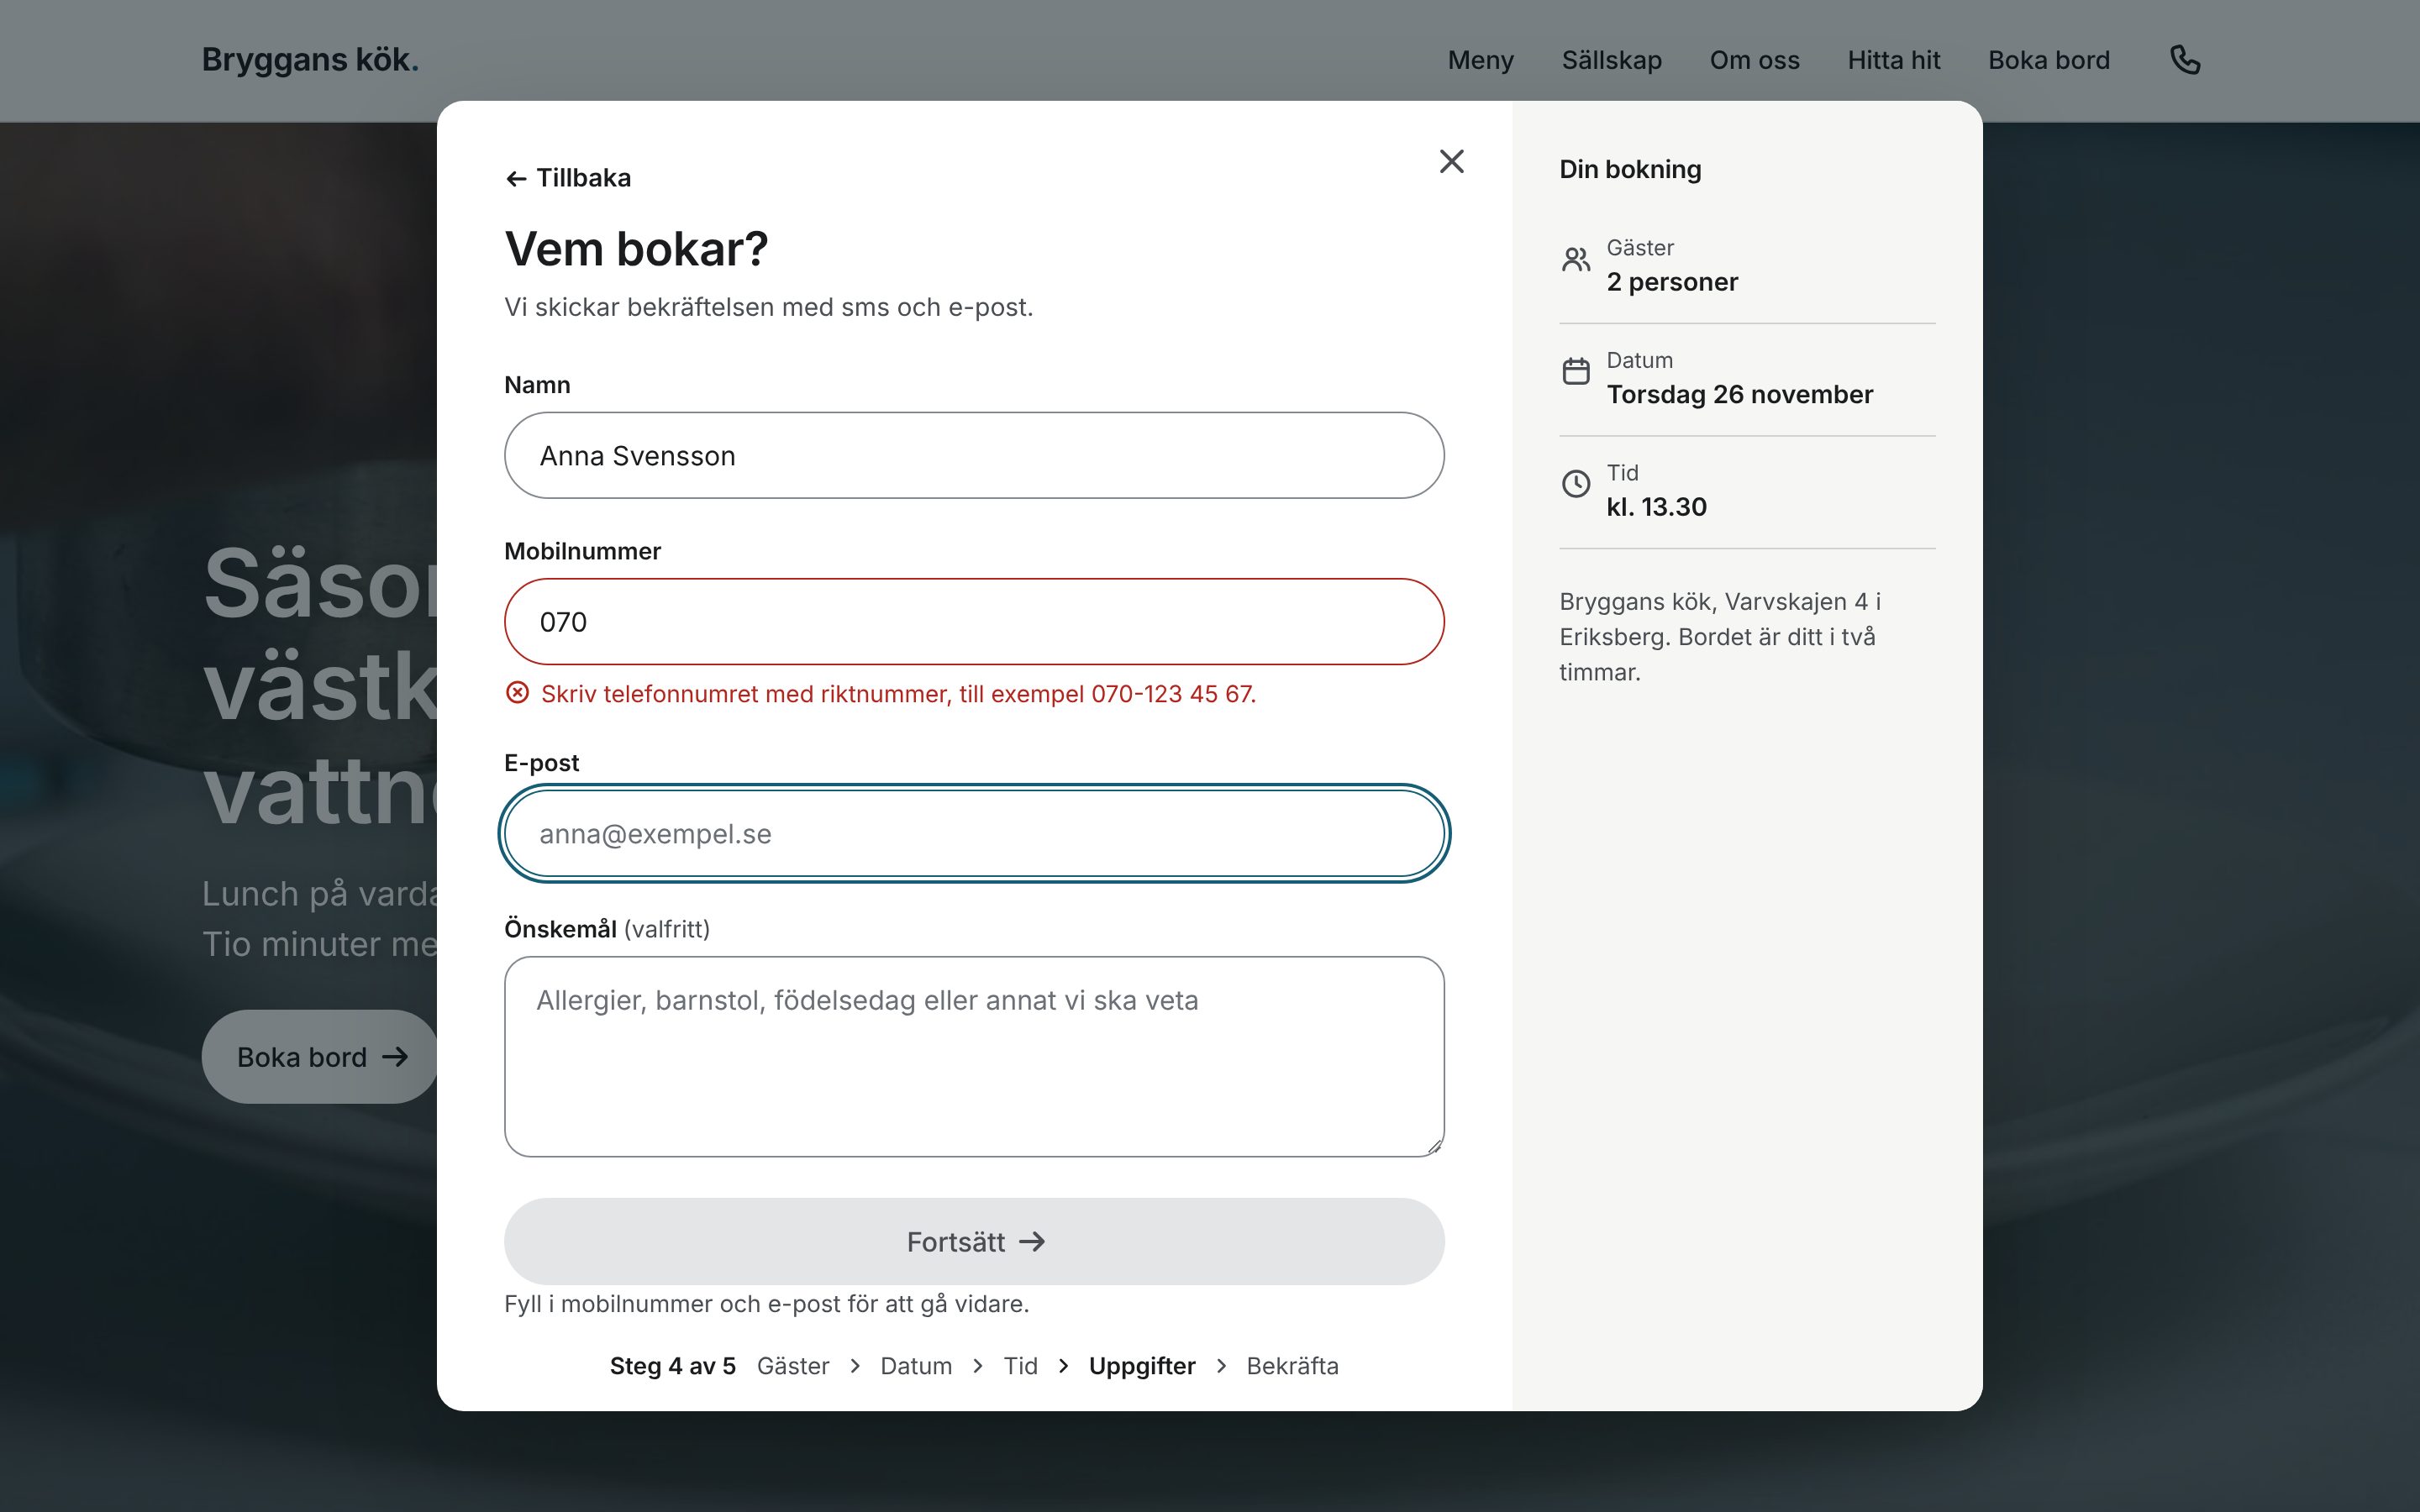 Bryggans kök.
Meny Sällskap Om oss Hitta hit Boka bord
Tillbaka
Vem bokar?
Vi skickar bekräftelsen med sms och e-post.
Namn
Anna Svensson
Mobilnummer
070
Skriv telefonnumret med riktnummer, till exempel 070-123 45 67.
E-post
anna@exempel.se
Önskemål (valfritt)
Allergier, barnstol, födelsedag eller annat vi ska veta
Fortsätt
Fyll i mobilnummer och e-post för att gå vidare.
Steg 4 av 5 Gäster Datum Tid Uppgifter Bekräfta
Din bokning
Gäster
2 personer
Datum
Torsdag 26 november
Tid
kl. 13.30
Bryggans kök, Varvskajen 4 i
Eriksberg. Bordet är ditt i två
timmar.
Lunch på
Tio minuter
Boka bord